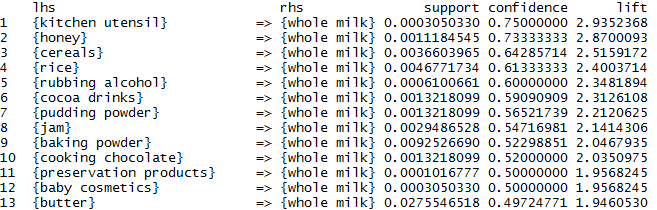 lhs rhs support confidence lift
1 {kitchen utensil} => {whole milk} 0.0003050330 0.75000000 2.9352368
2 {honey} => {whole milk} 0.0011184545 0.73333333 2.8700093
3 {cereals} => {whole milk} 0.0036603965 0.64285714 2.5159172
4 {rice} => {whole milk} 0.0046771734 0.61333333 2.4003714
5 {rubbing alcohol} => {whole milk} 0.0006100661 0.60000000 2.3481894
6 {cocoa drinks} => {whole milk} 0.0013218099 0.59090909 2.3126108
7 {pudding powder} => {whole milk} 0.0013218099 0.56521739 2.2120625
8 {jam} => {whole milk} 0.0029486528 0.54716981 2.1414306
9 {baking powder} => {whole milk} 0.0092526690 0.52298851 2.0467935
10 {cooking chocolate} => {whole milk} 0.0013218099 0.52000000 2.0350975
11 {preservation products} => {whole milk} 0.0001016777 0.50000000 1.9568245
12 {baby cosmetics} => {whole milk} 0.0003050330 0.50000000 1.9568245
13 {butter} => {whole milk} 0.0275546518 0.49724771 1.9460530